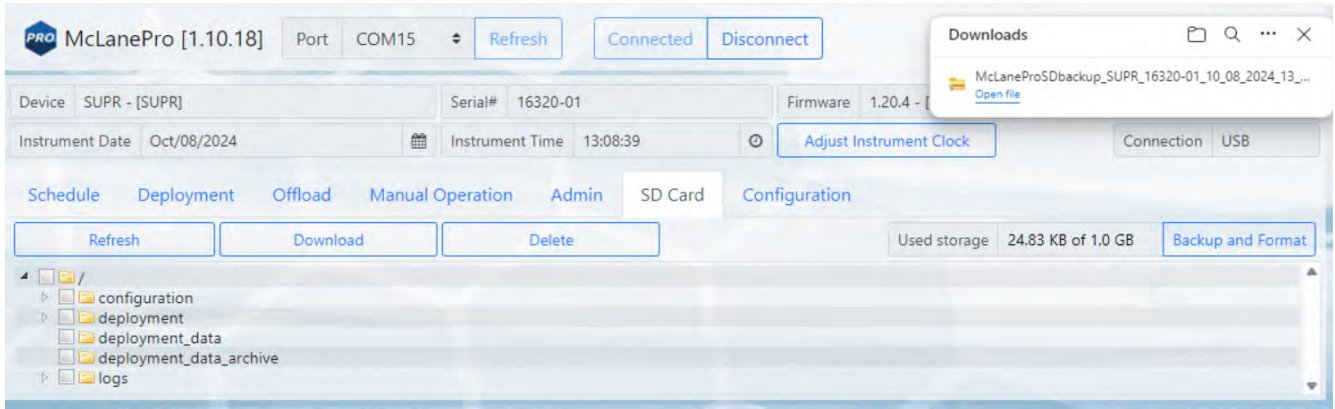 PRO McLanePro [1.10.18] Port COM15 Refresh Connected Disconnect
Downloads
McLaneProSDbackup_SUPR_16320-01_10_08_2024_13_...
Open file
Device SUPR - [SUPR] Serial# 16320-01 Firmware 1.20.4 - [
Instrument Date Oct/08/2024 Instrument Time 13:08:39 Adjust Instrument Clock Connection USB
Schedule Deployment Offload Manual Operation Admin SD Card Configuration
Refresh Download Delete Used storage 24.83 KB of 1.0 GB Backup and Format
/
configuration
deployment
deployment_data
deployment_data_archive
logs